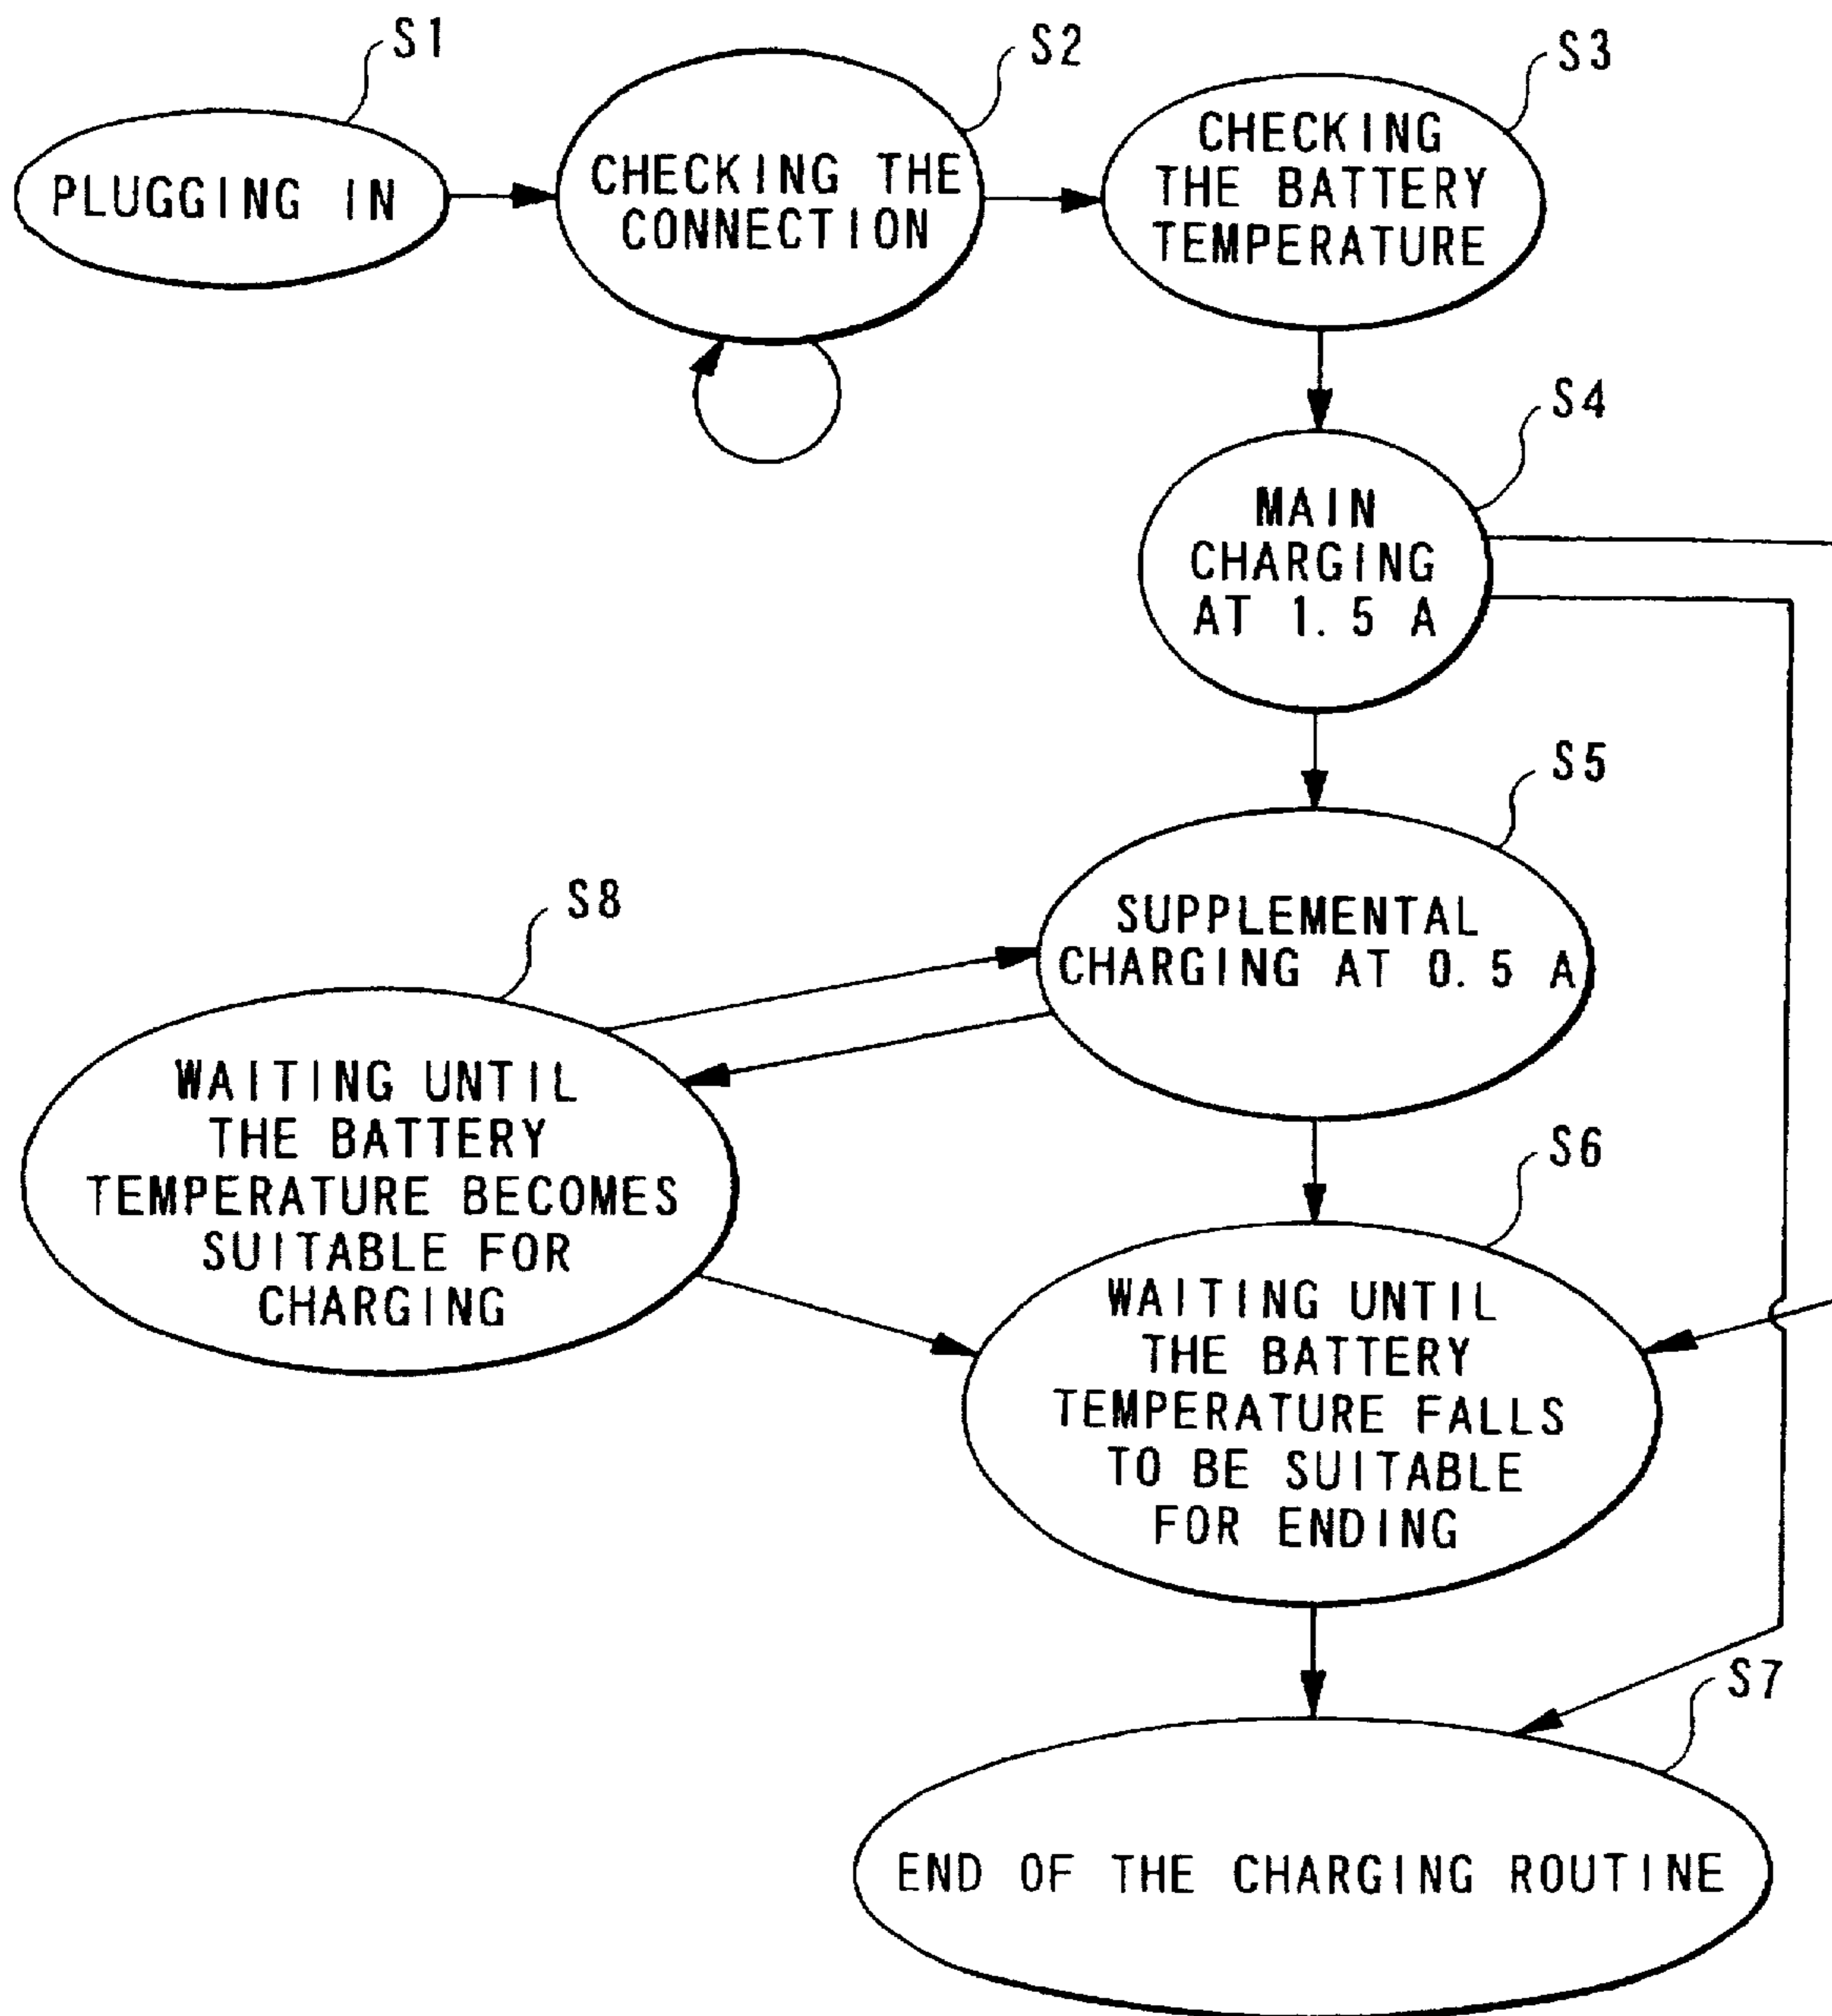 S1
PLUGGING IN
S2
CHECKING THE
CONNECTION
S3
CHECKING
THE BATTERY
TEMPERATURE
S4
MAIN
CHARGING
AT 1.5 A
S5
SUPPLEMENTAL
CHARGING AT 0.5 A
S8
WAITING UNTIL
THE BATTERY
TEMPERATURE BECOMES
SUITABLE FOR
CHARGING
S6
WAITING UNTIL
THE BATTERY
TEMPERATURE FALLS
TO BE SUITABLE
FOR ENDING
S7
END OF THE CHARGING ROUTINE